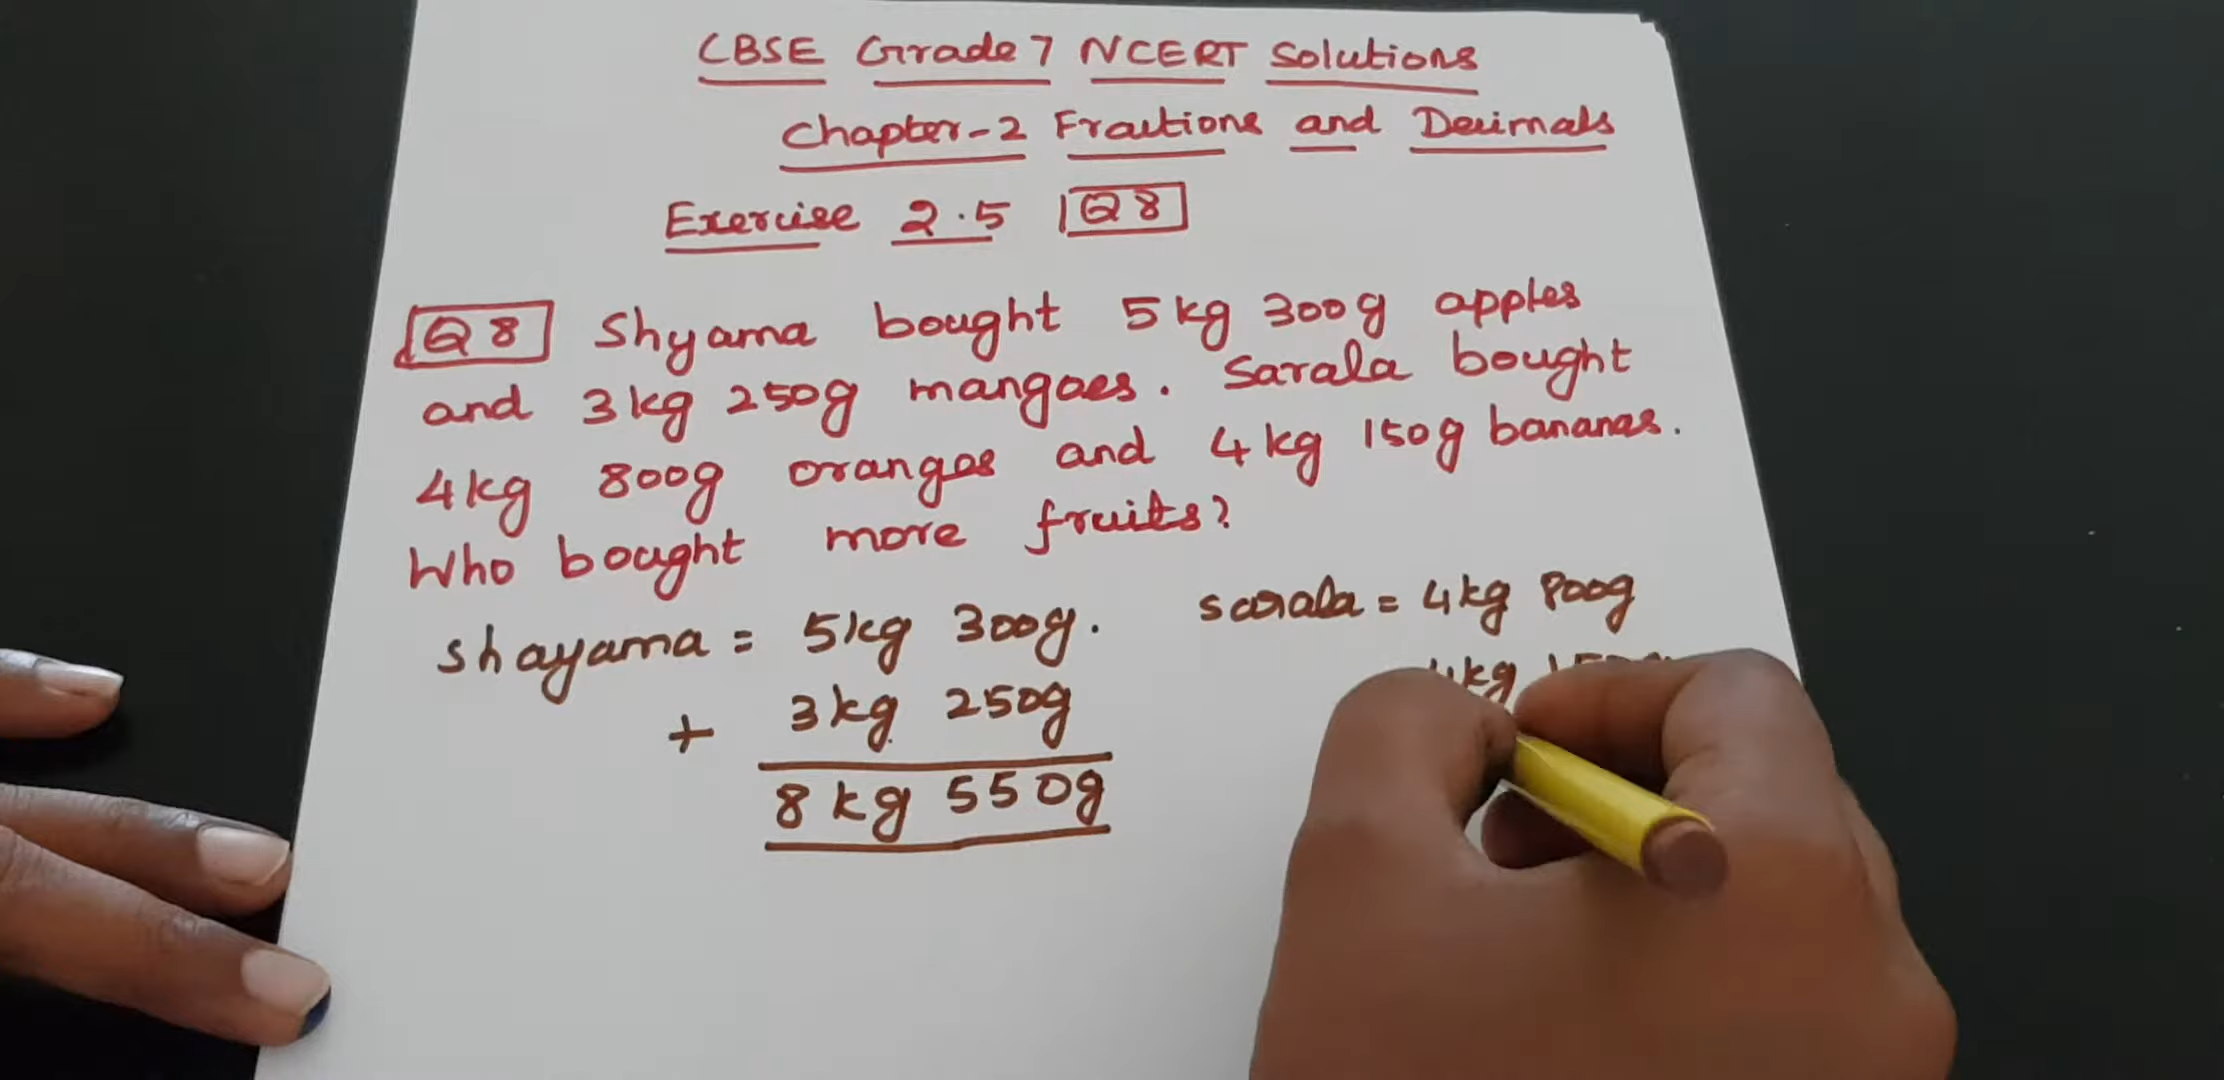 CBSE Grade 7 NCERT Solutions
Chapter-2 Fractions and Decimals
Exercise 2.5 Q8
Q8 Shyama bought 5kg 300g apples
and 3kg 250g mangoes. Sarala bought
4kg 800g oranges and 4kg 150g bananas.
Who bought more fruits?
shayama = 5kg 300g.
+ 3kg 250g
8kg 550g
sarala = 4kg 800g
kg